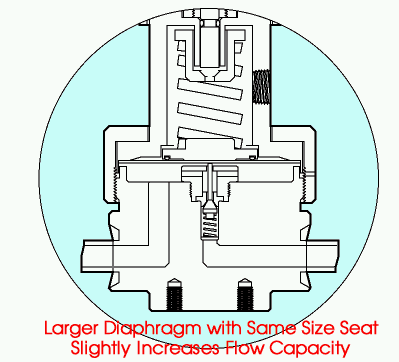 Larger Diaphragm with Same Size Seat
Slightly Increases Flow Capacity